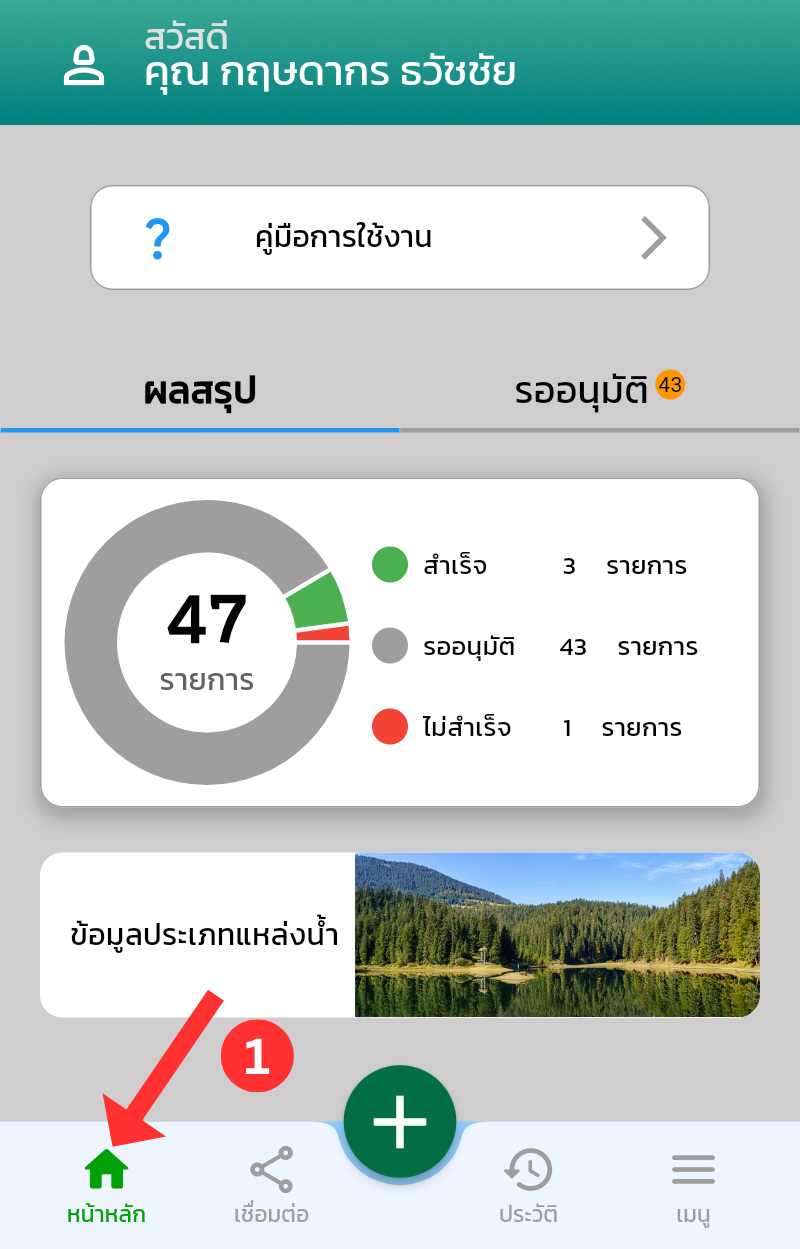 สวัสดี
คุณ กฤษดากร ธวัชชัย
?
คู่มือการใช้งาน
ผลสรุป
รออนุมัติ 43
47
รายการ
สำเร็จ 3 รายการ
รออนุมัติ 43 รายการ
ไม่สำเร็จ 1 รายการ
ข้อมูลประเภทแหล่งน้ำ
1
หน้าหลัก
เชื่อมต่อ
ประวัติ
เมนู